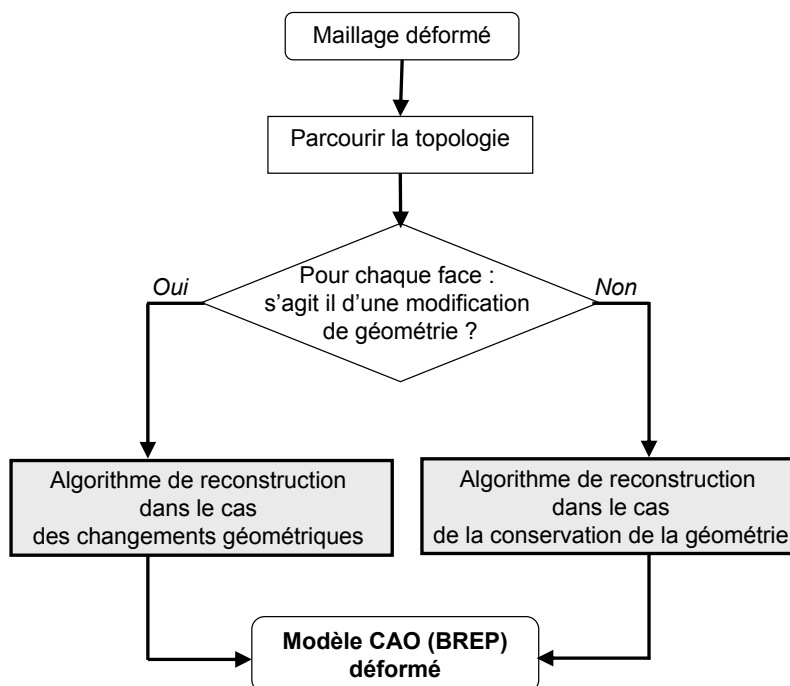 Maillage déformé
Parcourir la topologie
Pour chaque face :
s’agit il d’une modification
de géométrie ?
Oui
Non
Algorithme de reconstruction
dans le cas
des changements géométriques
Algorithme de reconstruction
dans le cas
de la conservation de la géométrie
Modèle CAO (BREP)
déformé